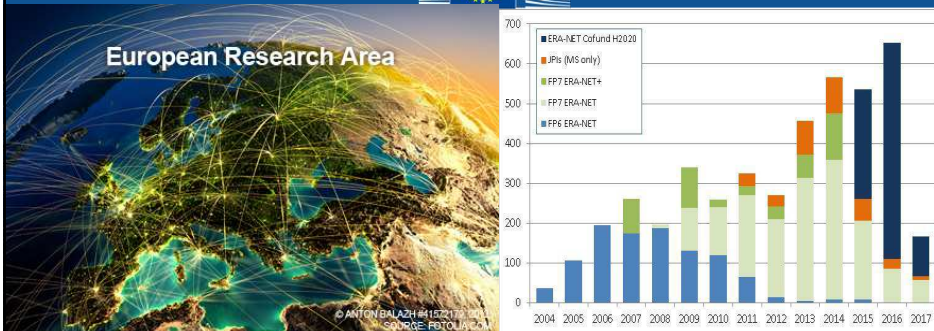 European Research Area
© ANTON BALAZH #41572179, 2012
SOURCE: FOTOLIA.COM
700
600
500
400
300
200
100
0
ERA-NET Cofund H2020
JPIs (MS only)
FP7 ERA-NET+
FP7 ERA-NET
FP6 ERA-NET
2004 2005 2006 2007 2008 2009 2010 2011 2012 2013 2014 2015 2016 2017